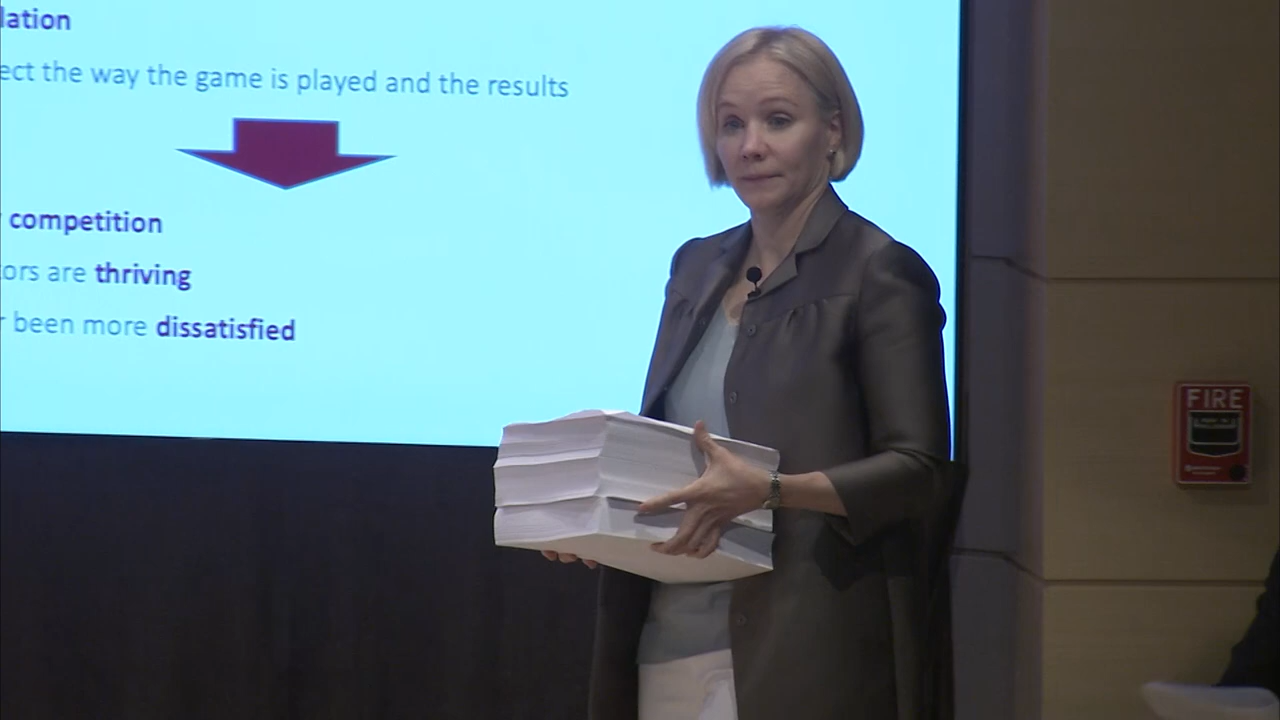 lation
ect the way the game is played and the results
competition
tors are thriving
r been more dissatisfied
FIRE